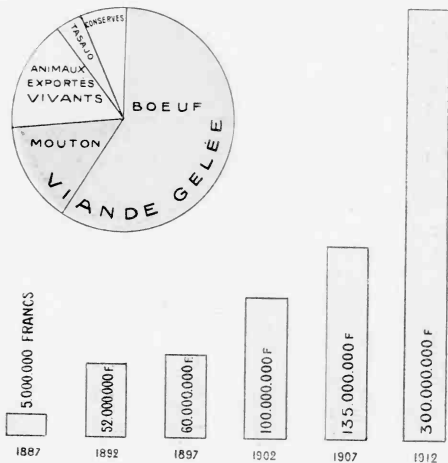 CONSERVES
TASAJO
ANIMAUX
EXPORTÉS
VIVANTS
BOEUF
MOUTON
VIANDE GELÉE
5.000.000 FRANCS
52.000.000 F.
60.000.000 F.
100.000.000. F
135.000.000. F
300.000.000. F
1887
1892
1897
1902
1907
1912